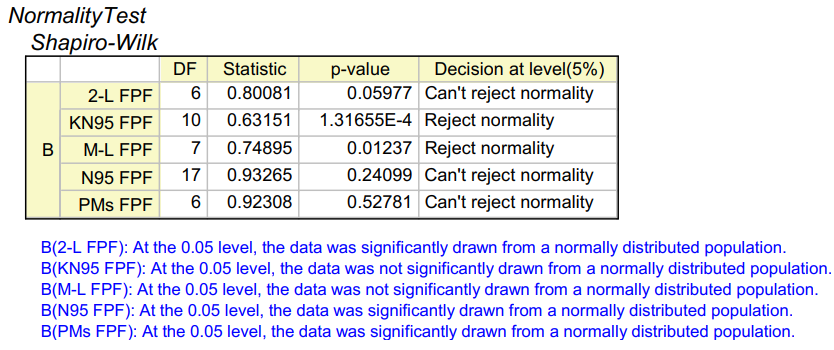 NormalityTest
Shapiro-Wilk
DF Statistic p-value Decision at level(5%)
B
2-L FPF 6 0.80081 0.05977 Can't reject normality
KN95 FPF 10 0.63151 1.31655E-4 Reject normality
M-L FPF 7 0.74895 0.01237 Reject normality
N95 FPF 17 0.93265 0.24099 Can't reject normality
PMs FPF 6 0.92308 0.52781 Can't reject normality
B(2-L FPF): At the 0.05 level, the data was significantly drawn from a normally distributed population.
B(KN95 FPF): At the 0.05 level, the data was not significantly drawn from a normally distributed population.
B(M-L FPF): At the 0.05 level, the data was not significantly drawn from a normally distributed population.
B(N95 FPF): At the 0.05 level, the data was significantly drawn from a normally distributed population.
B(PMs FPF): At the 0.05 level, the data was significantly drawn from a normally distributed population.